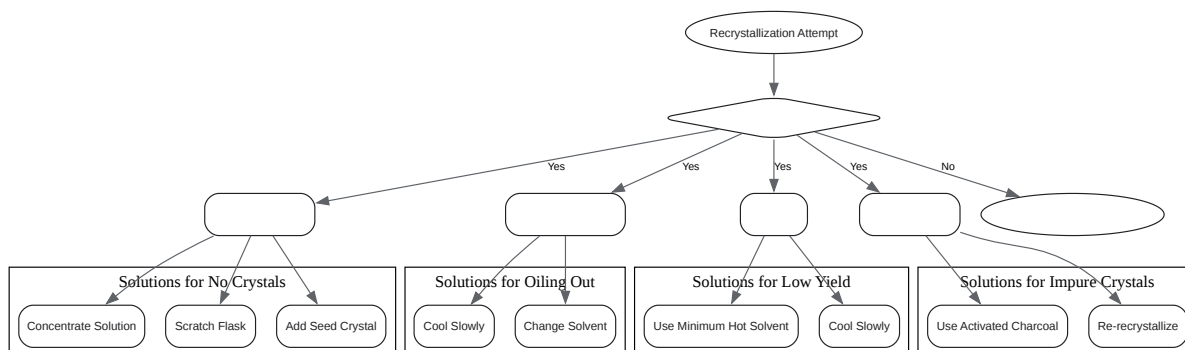 Recrystallization Attempt
Yes
Yes
Yes
Yes
No
Solutions for No Crystals
Solutions for Oiling Out
Solutions for Low Yield
Solutions for Impure Crystals
Concentrate Solution
Scratch Flask
Add Seed Crystal
Cool Slowly
Change Solvent
Use Minimum Hot Solvent
Cool Slowly
Use Activated Charcoal
Re-recrystallize